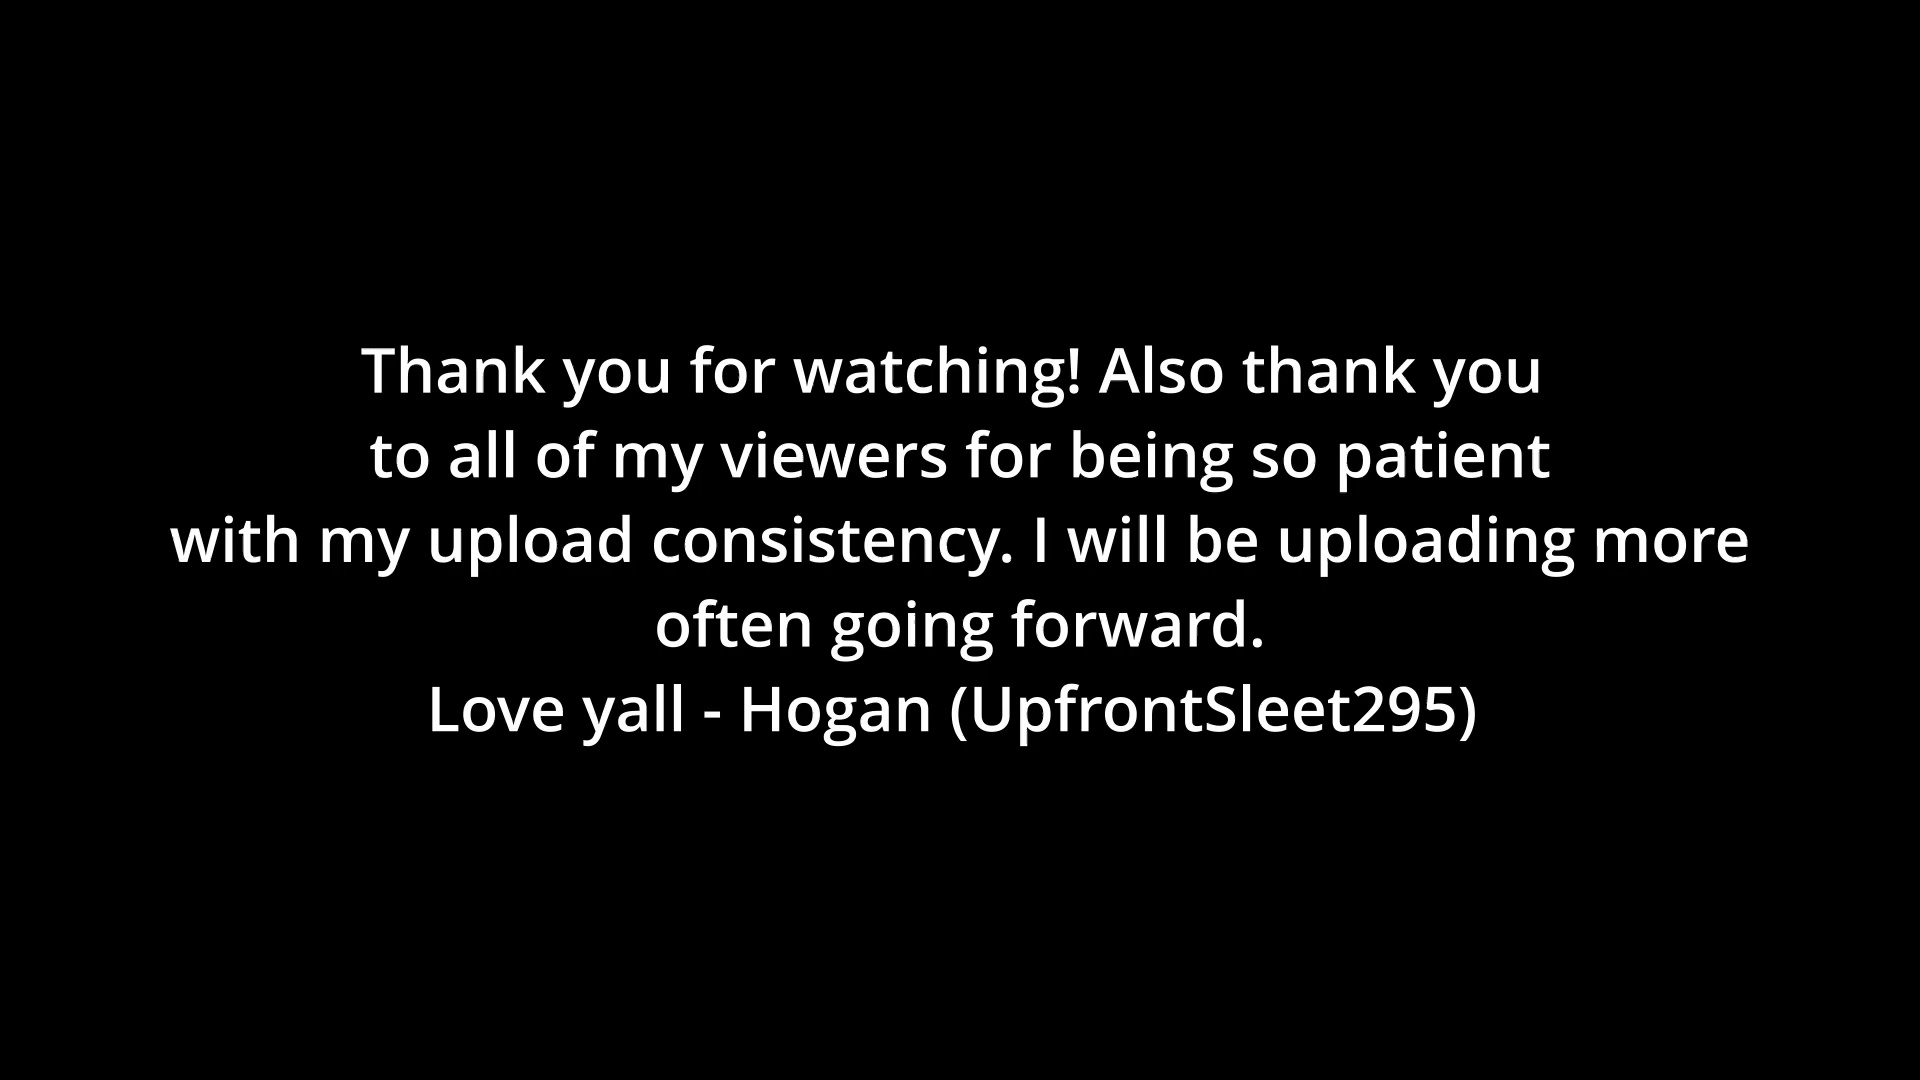 Thank you for watching! Also thank you
to all of my viewers for being so patient
with my upload consistency. I will be uploading more
often going forward.
Love yall - Hogan (UpfrontSleet295)